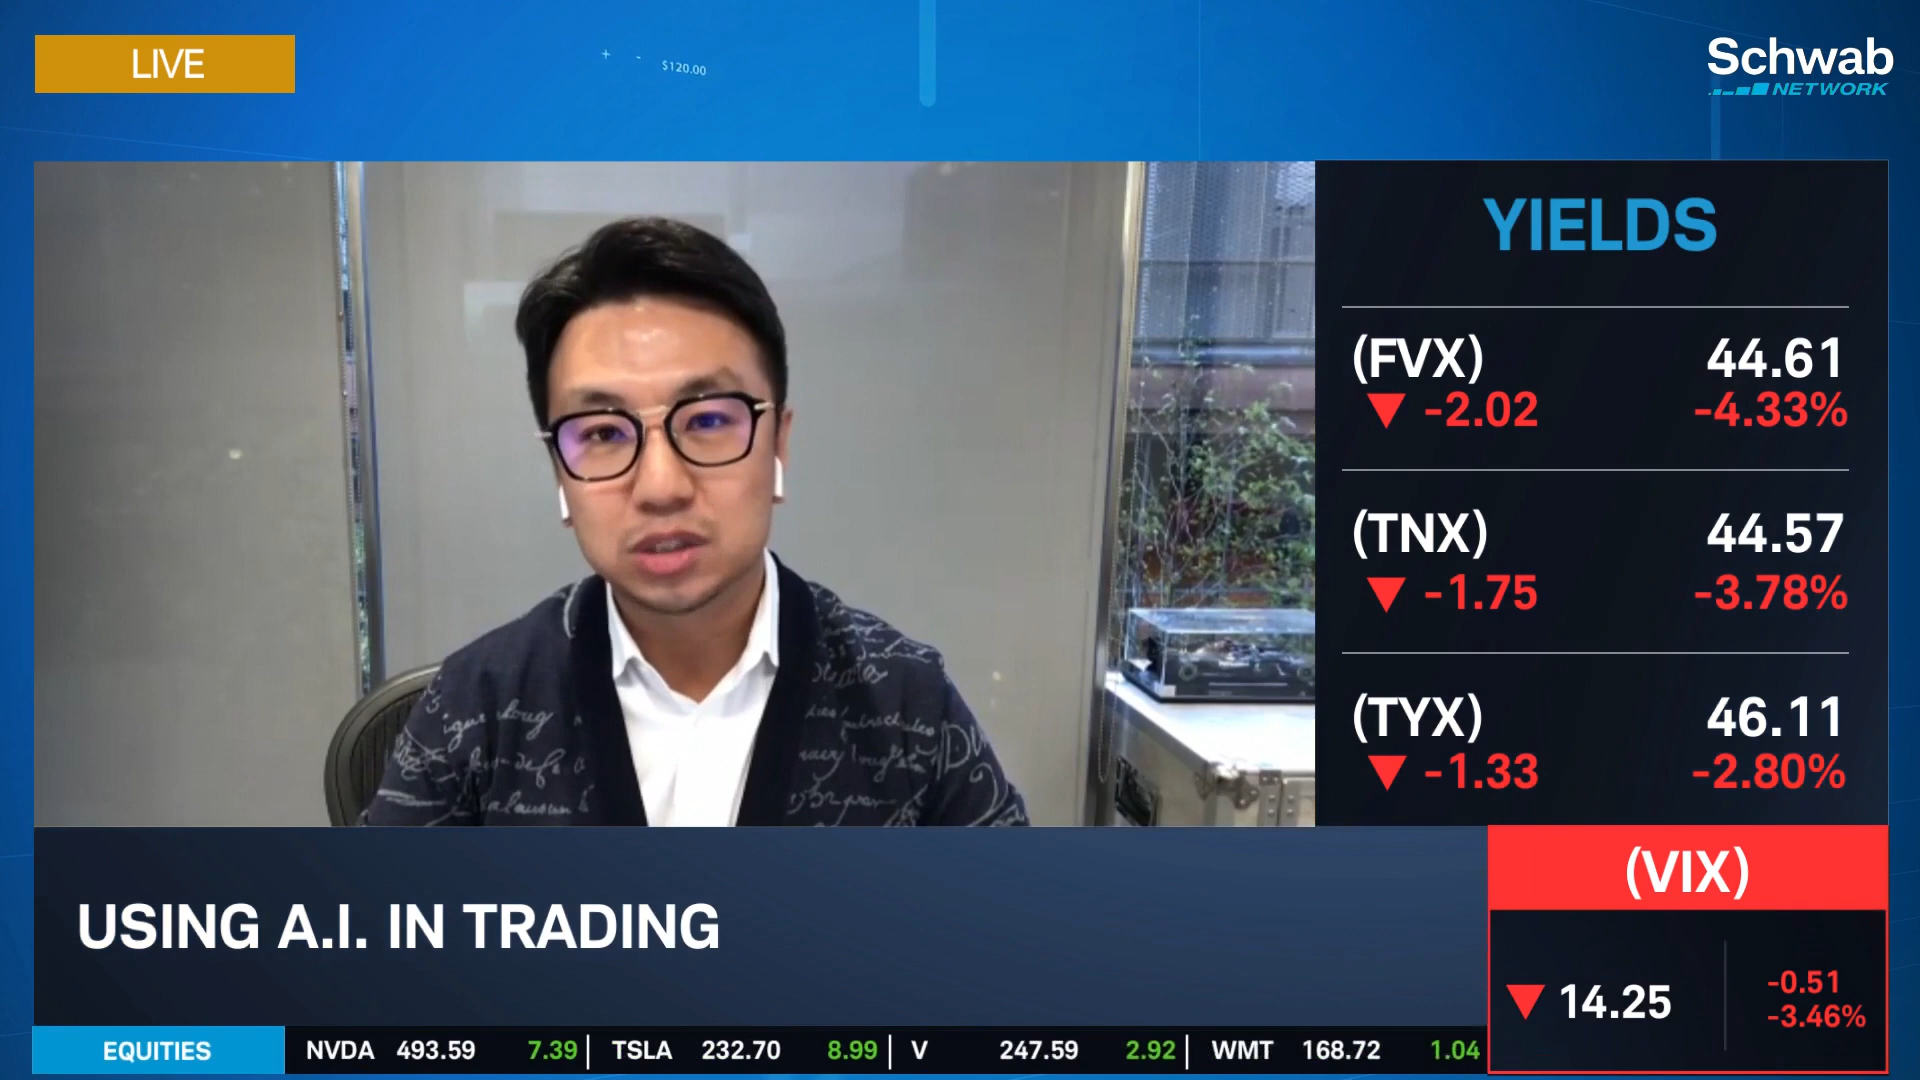 LIVE
+ - $120.00
Schwab
NETWORK
YIELDS
(FVX) 44.61
▼ -2.02 -4.33%
(TNX) 44.57
▼ -1.75 -3.78%
(TYX) 46.11
▼ -1.33 -2.80%
USING A.I. IN TRADING
(VIX)
▼ 14.25
-0.51
-3.46%
EQUITIES NVDA 493.59 7.39 TSLA 232.70 8.99 V 247.59 2.92 WMT 168.72 1.04